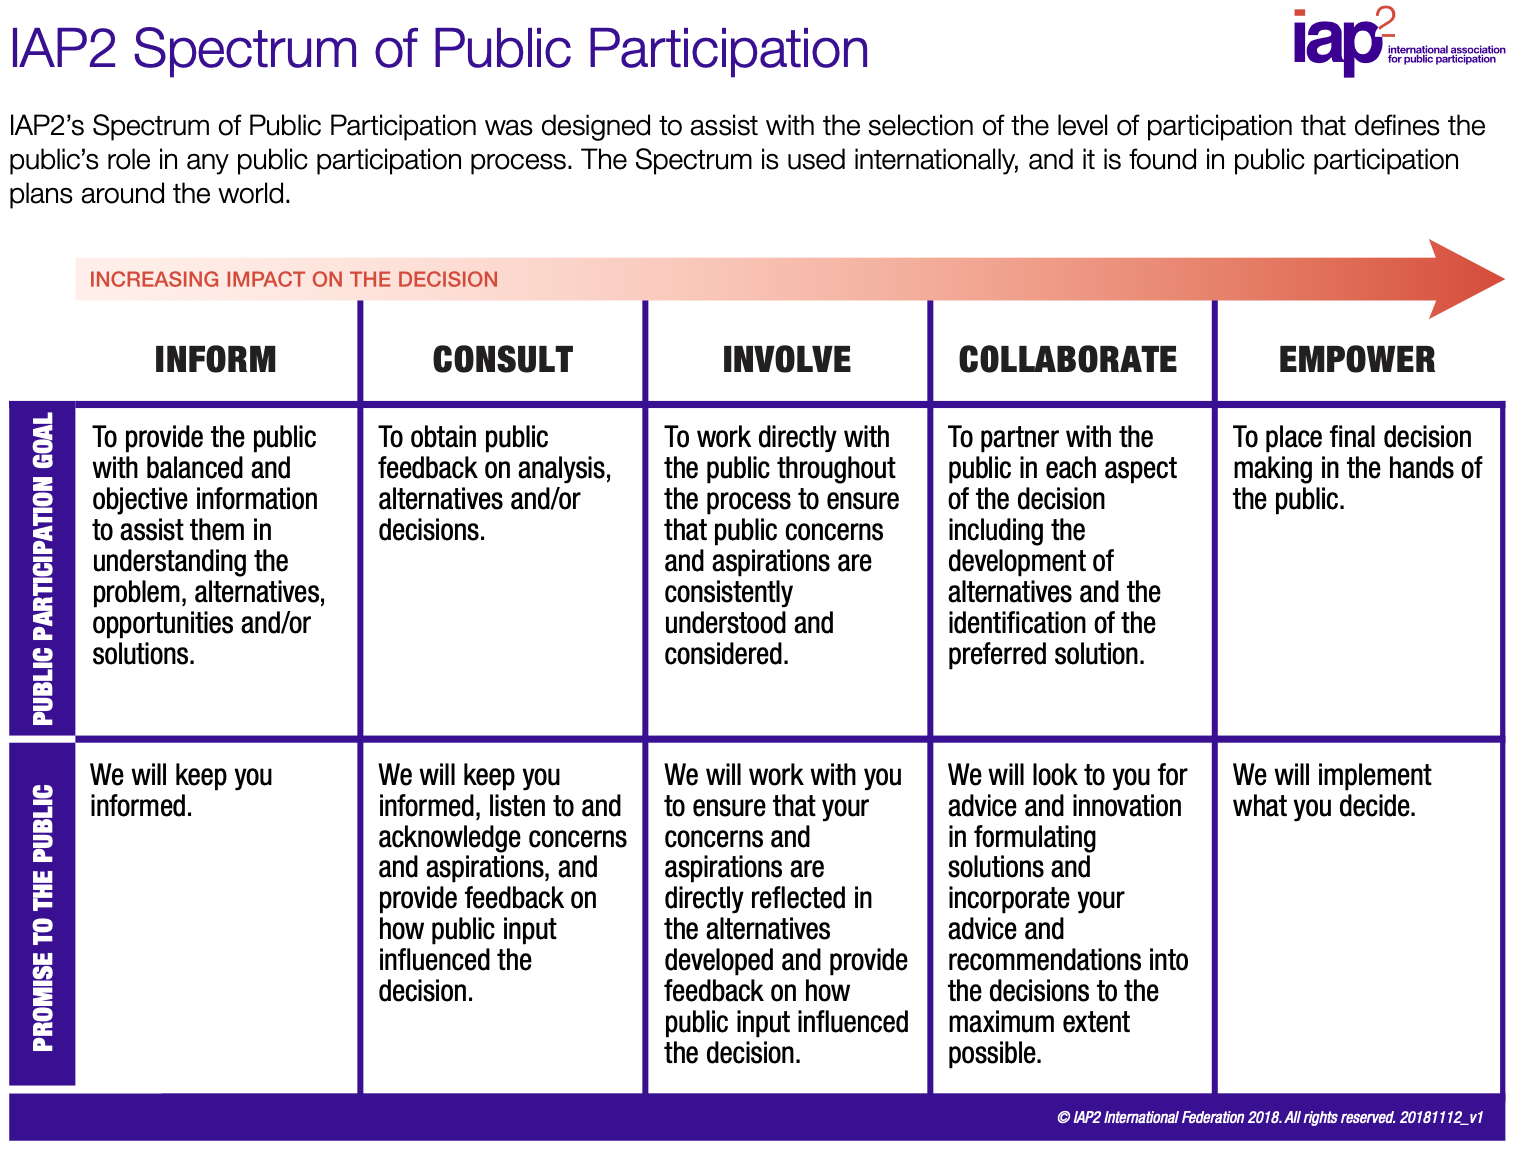 IAP2 Spectrum of Public Participation
iap2
international association
for public participation
IAP2’s Spectrum of Public Participation was designed to assist with the selection of the level of participation that defines the
public’s role in any public participation process. The Spectrum is used internationally, and it is found in public participation
plans around the world.
INCREASING IMPACT ON THE DECISION
INFORM
CONSULT
INVOLVE
COLLABORATE
EMPOWER
PUBLIC PARTICIPATION GOAL
To provide the public
with balanced and
objective information
to assist them in
understanding the
problem, alternatives,
opportunities and/or
solutions.
To obtain public
feedback on analysis,
alternatives and/or
decisions.
To work directly with
the public throughout
the process to ensure
that public concerns
and aspirations are
consistently
understood and
considered.
To partner with the
public in each aspect
of the decision
including the
development of
alternatives and the
identification of the
preferred solution.
To place final decision
making in the hands of
the public.
PROMISE TO THE PUBLIC
We will keep you
informed.
We will keep you
informed, listen to and
acknowledge concerns
and aspirations, and
provide feedback on
how public input
influenced the
decision.
We will work with you
to ensure that your
concerns and
aspirations are
directly reflected in
the alternatives
developed and provide
feedback on how
public input influenced
the decision.
We will look to you for
advice and innovation
in formulating
solutions and
incorporate your
advice and
recommendations into
the decisions to the
maximum extent
possible.
We will implement
what you decide.
© IAP2 International Federation 2018. All rights reserved. 20181112_v1